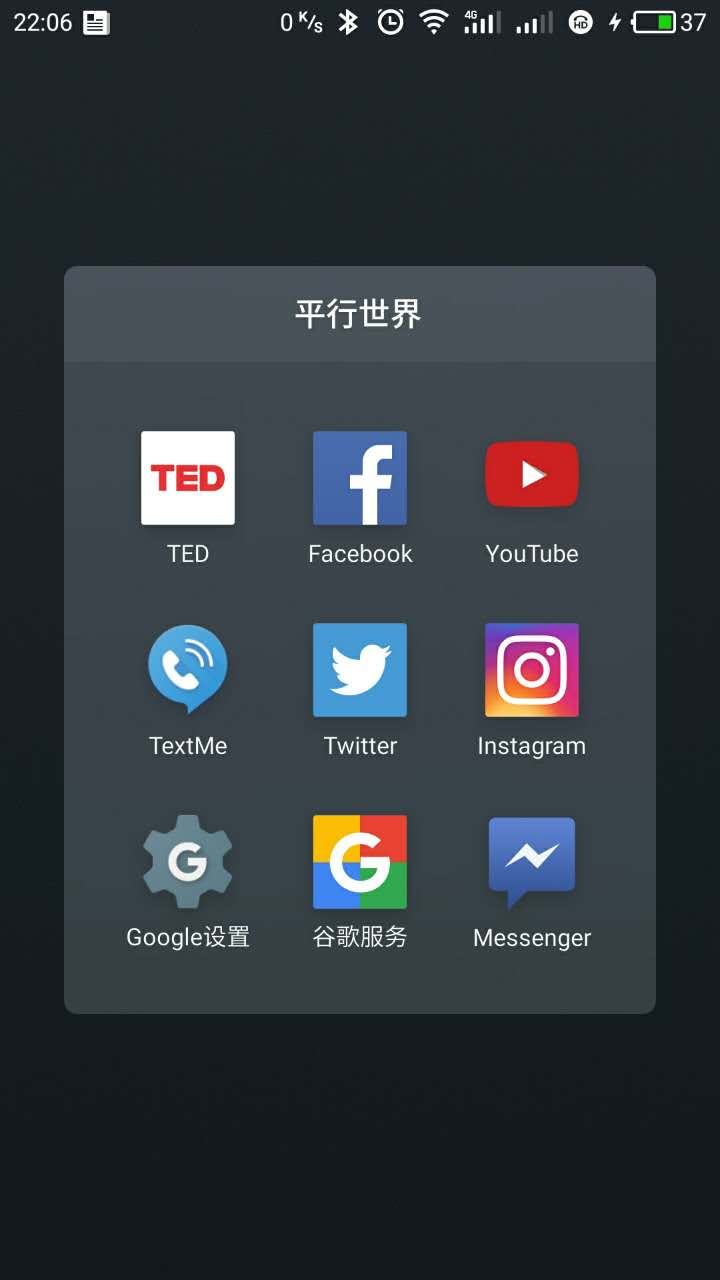 22:06 0 K/s 4G HD 37
平行世界
TED
TED Facebook YouTube
TextMe Twitter Instagram
G G
Google设置 谷歌服务 Messenger